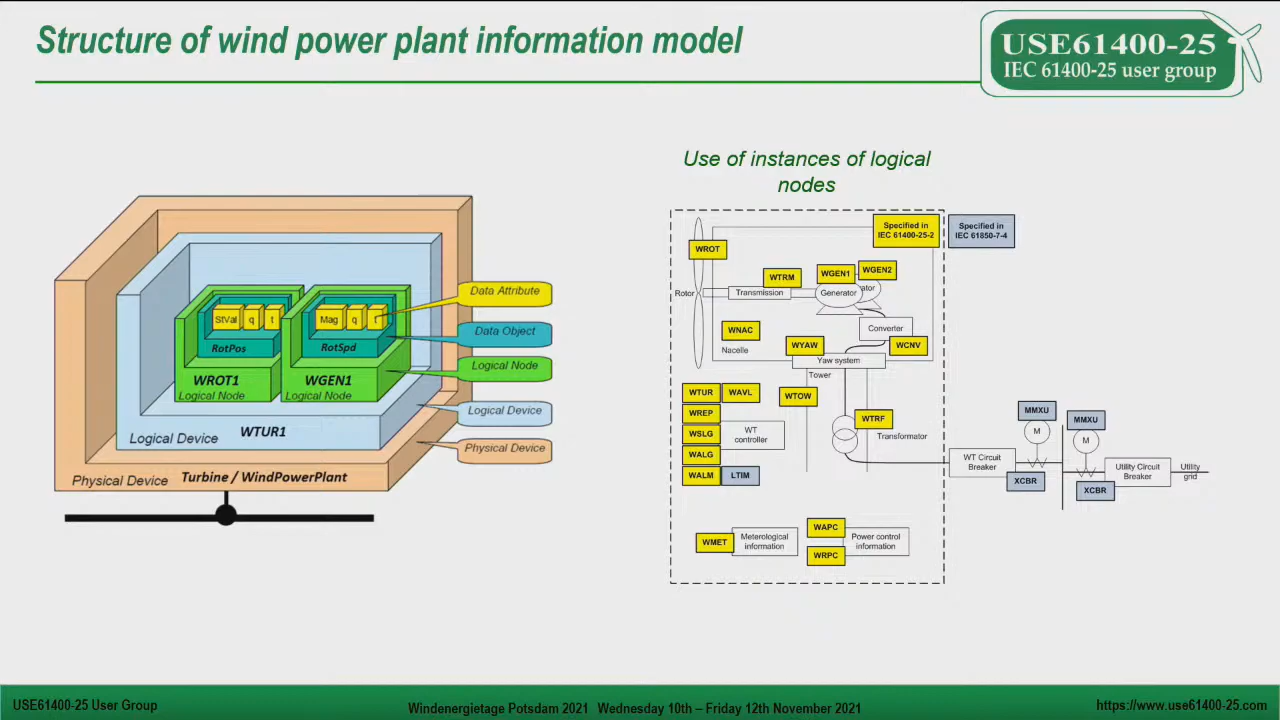 Structure of wind power plant information model
USE61400-25
IEC 61400-25 user group
Data Attribute
Data Object
Logical Node
Logical Device
Physical Device
StVal
q
t
RotPos
WROT1
Logical Node
Mag
q
t
RotSpd
WGEN1
Logical Node
Logical Device
WTUR1
Physical Device
Turbine / WindPowerPlant
Use of instances of logical
nodes
Specified in
IEC 61400-25-2
Specified in
IEC 61850-7-4
WROT
WTRM
WGEN1
WGEN2
Rotor
Transmission
Generator
ator
WNAC
Nacelle
Converter
WYAW
WCNV
Yaw system
Tower
WTUR
WAVL
WTOW
WREP
WSLG
WT
controller
WALG
WALM
LTIM
WTRF
Transformator
MMXU
M
MMXU
M
WT Circuit
Breaker
XCBR
XCBR
Utility Circuit
Breaker
Utility
grid
WMET
Meterological
information
WAPC
WRPC
Power control
information
USE61400-25 User Group
Windenergietage Potsdam 2021 Wednesday 10th – Friday 12th November 2021
https://www.use61400-25.com